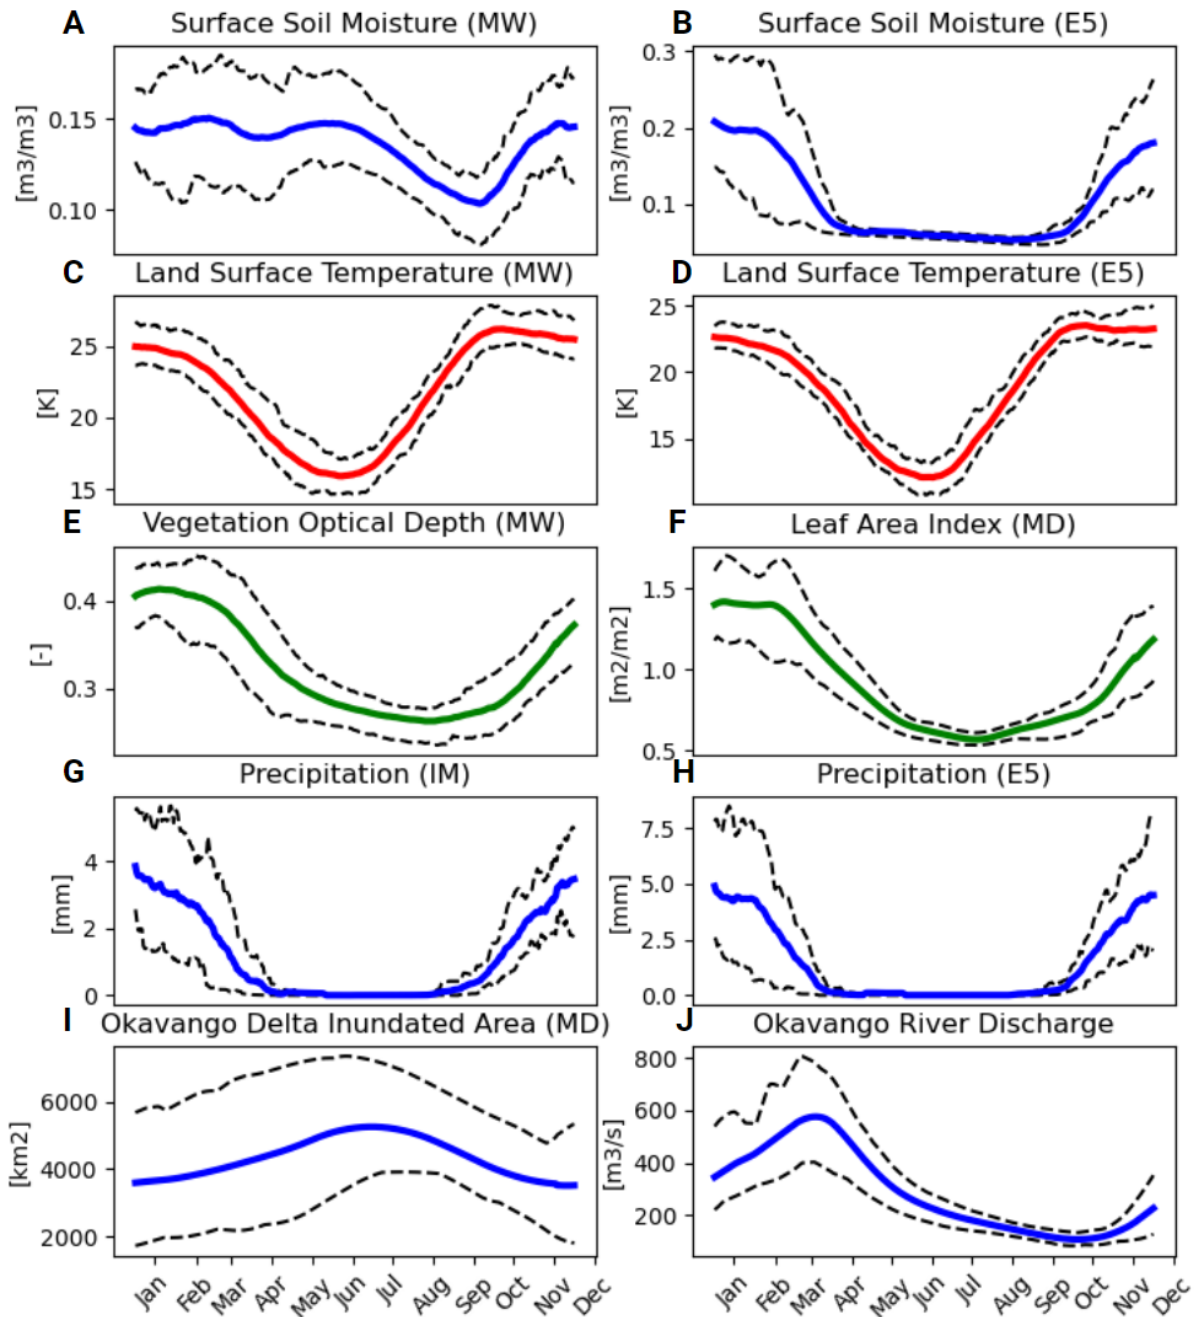 A Surface Soil Moisture (MW)
B Surface Soil Moisture (E5)
[m3/m3]
0.15
0.10
[m3/m3]
0.3
0.2
0.1
C Land Surface Temperature (MW)
D Land Surface Temperature (E5)
[K]
25
20
15
[K]
25
20
15
E Vegetation Optical Depth (MW)
F Leaf Area Index (MD)
[-]
0.4
0.3
[m2/m2]
1.5
1.0
0.5
G Precipitation (IM)
H Precipitation (E5)
[mm]
4
2
0
[mm]
7.5
5.0
2.5
0.0
I Okavango Delta Inundated Area (MD)
J Okavango River Discharge
[km2]
6000
4000
2000
[m3/s]
800
600
400
200
Jan Feb Mar Apr May Jun Jul Aug Sep Oct Nov Dec
Jan Feb Mar Apr May Jun Jul Aug Sep Oct Nov Dec